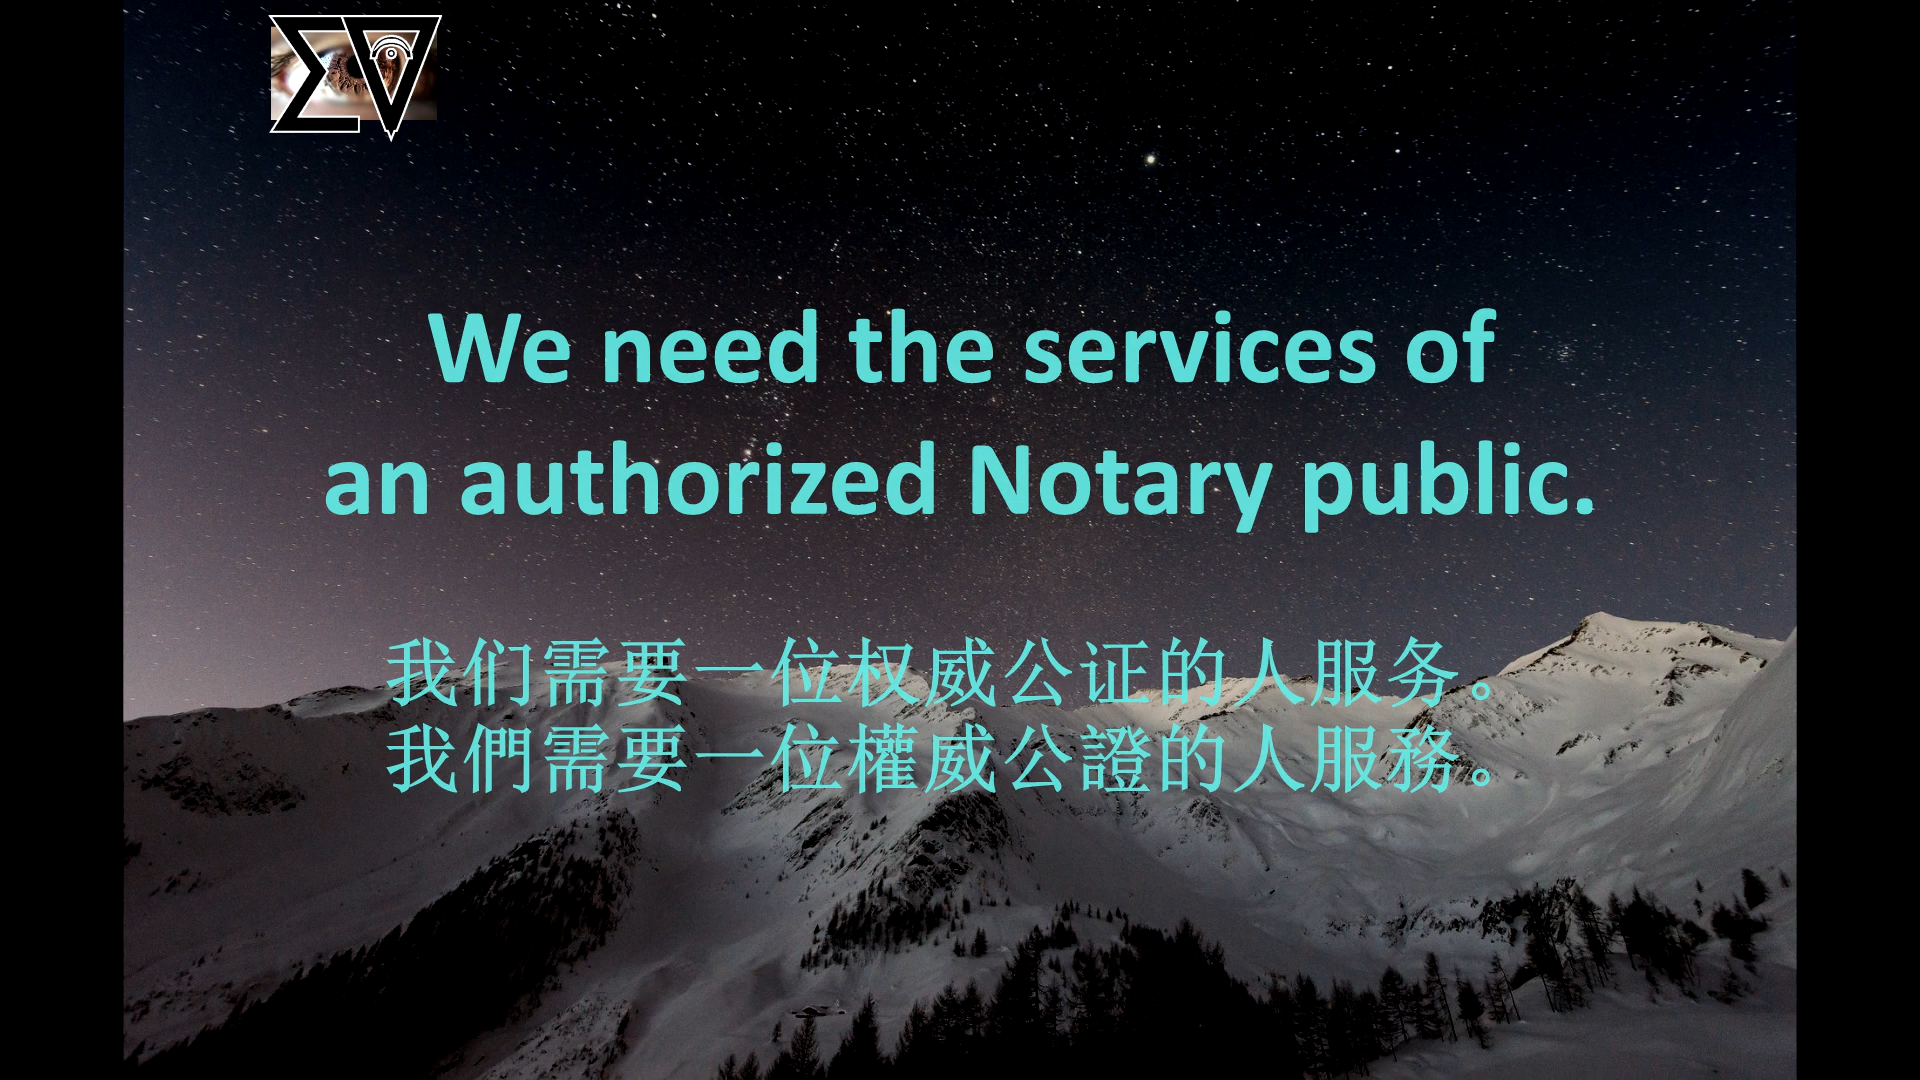 We need the services of
an authorized Notary public.
我们需要一位权威公证的人服务。
我們需要一位權威公證的人服務。